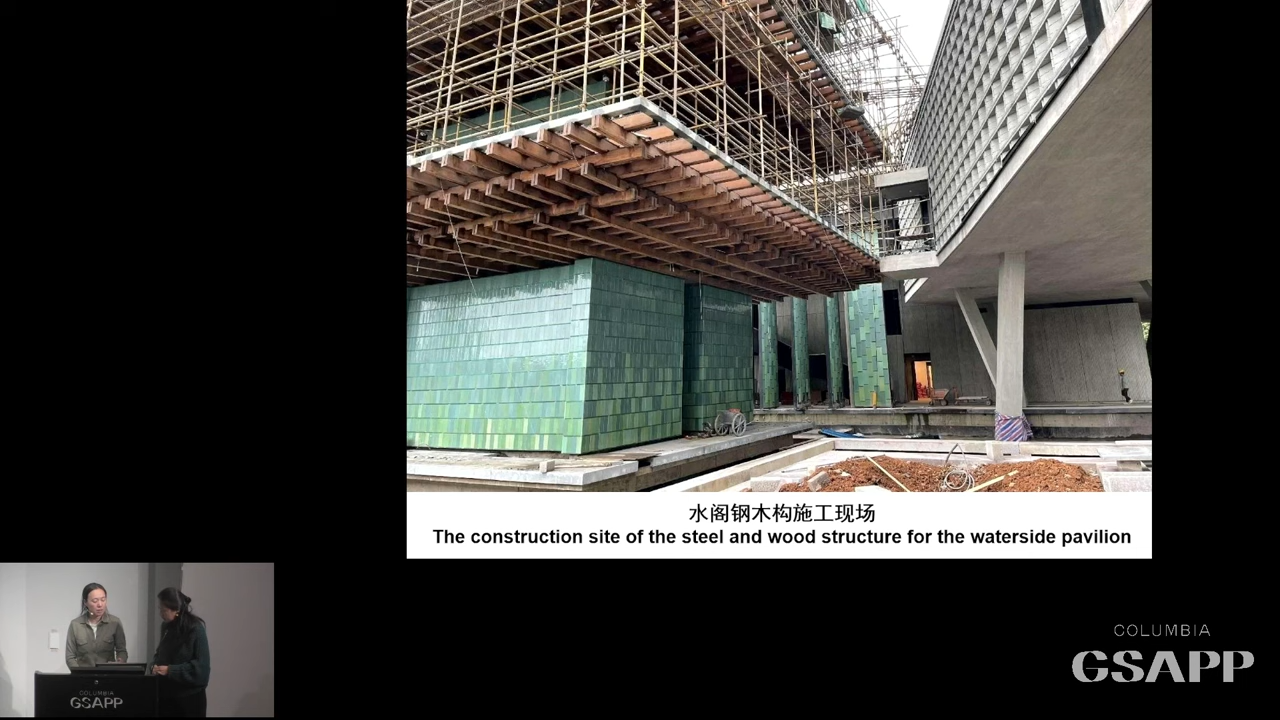 水阁钢木构施工现场
The construction site of the steel and wood structure for the waterside pavilion
COLUMBIA
GSAPP
COLUMBIA
GSAPP